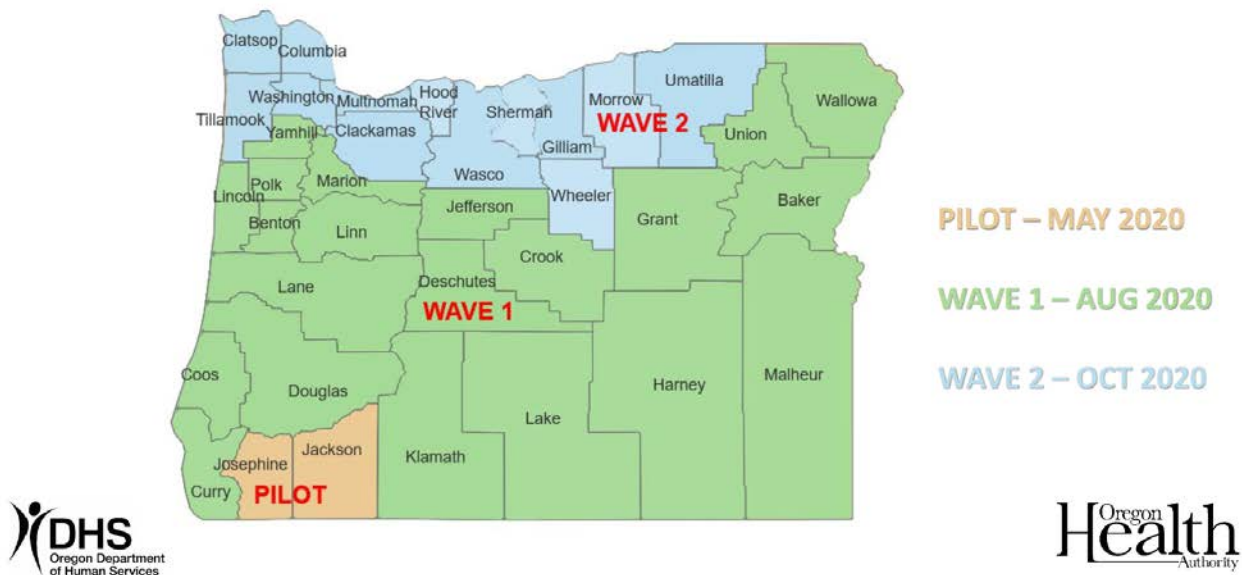 Clatsop
Columbia
Washington
Multnomah
Hood
River
Sherman
Morrow
Umatilla
Wallowa
Tillamook
Yamhill
Clackamas
WAVE 2
Gilliam
Union
Wasco
Polk
Marion
Lincoln
Wheeler
Jefferson
Baker
Benton
Linn
Grant
Crook
Lane
Deschutes
WAVE 1
Coos
Douglas
Harney
Malheur
Lake
Jackson
Josephine
Klamath
Curry
PILOT
PILOT – MAY 2020
WAVE 1 – AUG 2020
WAVE 2 – OCT 2020
DHS
Oregon Department
of Human Services
Oregon
Health
Authority